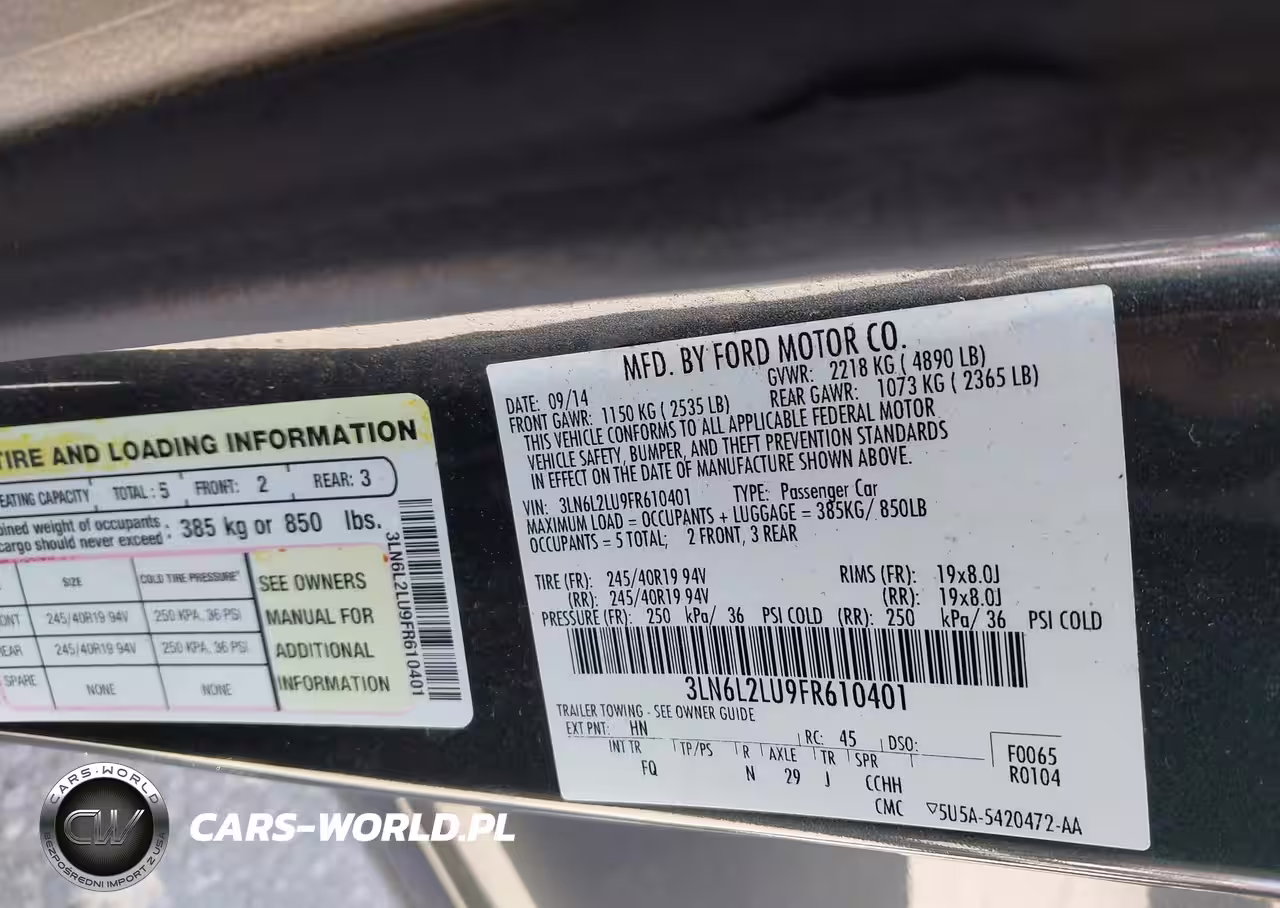 TIRE AND LOADING INFORMATION
EATING CAPACITY TOTAL: 5 FRONT: 2 REAR: 3
bined weight of occupants
cargo should never exceed : 385 kg or 850 lbs.
SIZE COLD TIRE PRESSURE
ONT 245/40R19 94V 250 KPA, 36 PSI
EAR 245/40R19 94V 250 KPA, 36 PSI
SPARE NONE NONE
SEE OWNERS
MANUAL FOR
ADDITIONAL
INFORMATION
3LN6L2LU9FR610401
MFD. BY FORD MOTOR CO.
DATE: 09/14 GVWR: 2218 KG ( 4890 LB)
FRONT GAWR: 1150 KG ( 2535 LB) REAR GAWR: 1073 KG ( 2365 LB)
THIS VEHICLE CONFORMS TO ALL APPLICABLE FEDERAL MOTOR
VEHICLE SAFETY, BUMPER, AND THEFT PREVENTION STANDARDS
IN EFFECT ON THE DATE OF MANUFACTURE SHOWN ABOVE.
VIN: 3LN6L2LU9FR610401 TYPE: Passenger Car
MAXIMUM LOAD = OCCUPANTS + LUGGAGE = 385KG/ 850LB
OCCUPANTS = 5 TOTAL; 2 FRONT, 3 REAR
TIRE (FR): 245/40R19 94V RIMS (FR): 19x8.0J
(RR): 245/40R19 94V (RR): 19x8.0J
PRESSURE (FR): 250 kPa/ 36 PSI COLD (RR): 250 kPa/ 36 PSI COLD
3LN6L2LU9FR610401
TRAILER TOWING - SEE OWNER GUIDE
EXT PNT: HN RC: 45 DSO:
INT TR TP/PS R AXLE TR SPR
FQ N 29 J CCHH
CMC
F0065
R0104
▽5U5A-5420472-AA
CARS-WORLD
CW
BEZPOŚREDNI IMPORT Z USA
CARS-WORLD.PL